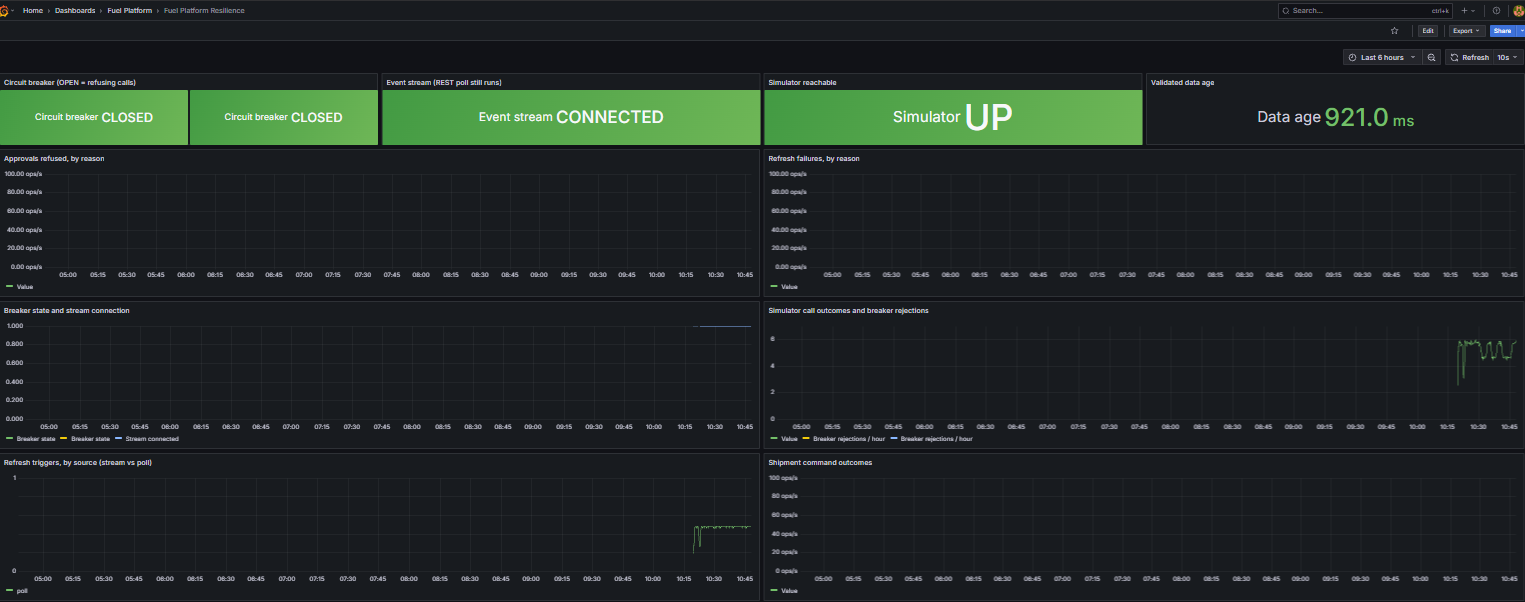 Home › Dashboards › Fuel Platform › Fuel Platform Resilience
Search... ctrl+k
Edit Export Share
Last 6 hours Refresh 10s
Circuit breaker (OPEN = refusing calls)
Circuit breaker CLOSED
Circuit breaker CLOSED
Event stream (REST poll still runs)
Event stream CONNECTED
Simulator reachable
Simulator UP
Validated data age
Data age 921.0 ms
Approvals refused, by reason
100.00 ops/s
80.00 ops/s
60.00 ops/s
40.00 ops/s
20.00 ops/s
0.00 ops/s
05:00 05:15 05:30 05:45 06:00 06:15 06:30 06:45 07:00 07:15 07:30 07:45 08:00 08:15 08:30 08:45 09:00 09:15 09:30 09:45 10:00 10:15 10:30 10:45
Value
Refresh failures, by reason
100.00 ops/s
80.00 ops/s
60.00 ops/s
40.00 ops/s
20.00 ops/s
0.00 ops/s
05:00 05:15 05:30 05:45 06:00 06:15 06:30 06:45 07:00 07:15 07:30 07:45 08:00 08:15 08:30 08:45 09:00 09:15 09:30 09:45 10:00 10:15 10:30 10:45
Value
Breaker state and stream connection
1.000
0.800
0.600
0.400
0.200
0.000
05:00 05:15 05:30 05:45 06:00 06:15 06:30 06:45 07:00 07:15 07:30 07:45 08:00 08:15 08:30 08:45 09:00 09:15 09:30 09:45 10:00 10:15 10:30 10:45
Breaker state Breaker state Stream connected
Simulator call outcomes and breaker rejections
6
4
2
0
05:00 05:15 05:30 05:45 06:00 06:15 06:30 06:45 07:00 07:15 07:30 07:45 08:00 08:15 08:30 08:45 09:00 09:15 09:30 09:45 10:00 10:15 10:30 10:45
Value Breaker rejections / hour Breaker rejections / hour
Refresh triggers, by source (stream vs poll)
1
0
05:00 05:15 05:30 05:45 06:00 06:15 06:30 06:45 07:00 07:15 07:30 07:45 08:00 08:15 08:30 08:45 09:00 09:15 09:30 09:45 10:00 10:15 10:30 10:45
poll
Shipment command outcomes
100 ops/s
80 ops/s
60 ops/s
40 ops/s
20 ops/s
0 ops/s
05:00 05:15 05:30 05:45 06:00 06:15 06:30 06:45 07:00 07:15 07:30 07:45 08:00 08:15 08:30 08:45 09:00 09:15 09:30 09:45 10:00 10:15 10:30 10:45
Value